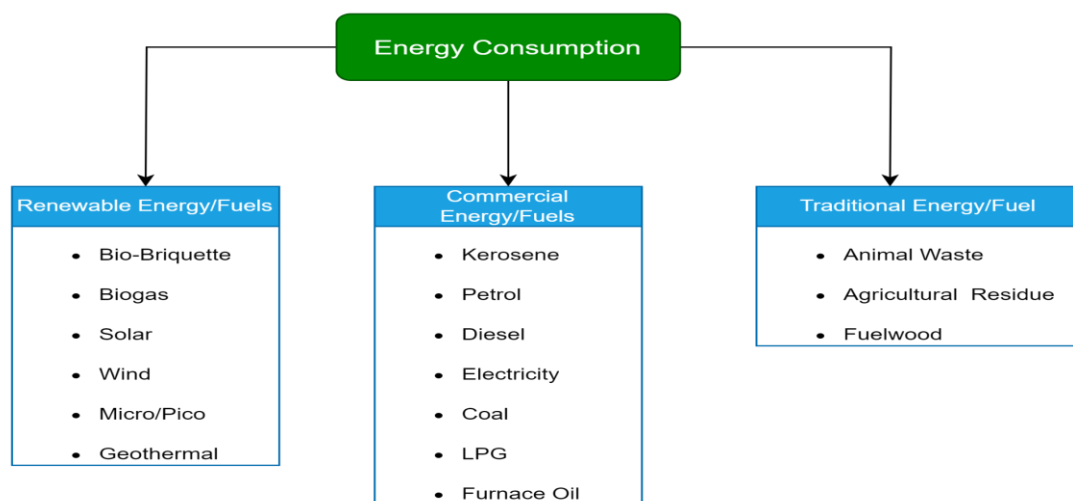 Energy Consumption
Renewable Energy/Fuels
• Bio-Briquette
• Biogas
• Solar
• Wind
• Micro/Pico
• Geothermal
Commercial
Energy/Fuels
• Kerosene
• Petrol
• Diesel
• Electricity
• Coal
• LPG
• Furnace Oil
Traditional Energy/Fuel
• Animal Waste
• Agricultural Residue
• Fuelwood